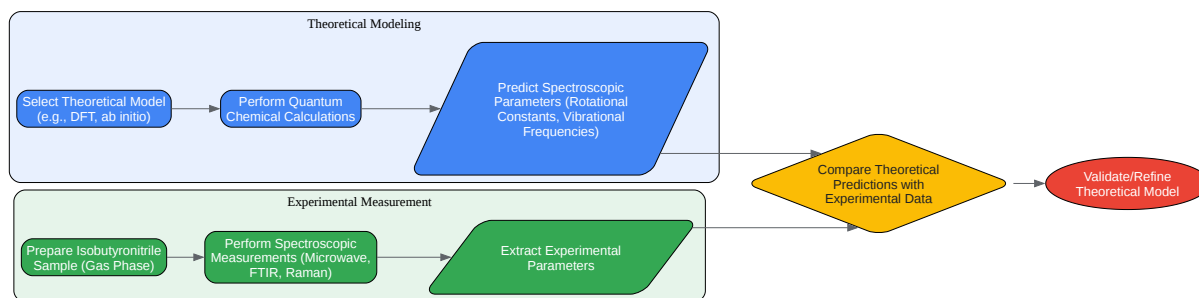 Theoretical Modeling
Select Theoretical Model
(e.g., DFT, ab initio)
Perform Quantum
Chemical Calculations
Predict Spectroscopic
Parameters (Rotational
Constants, Vibrational
Frequencies)
Experimental Measurement
Prepare Isobutyronitrile
Sample (Gas Phase)
Perform Spectroscopic
Measurements (Microwave,
FTIR, Raman)
Extract Experimental
Parameters
Compare Theoretical
Predictions with
Experimental Data
Validate/Refine
Theoretical Model